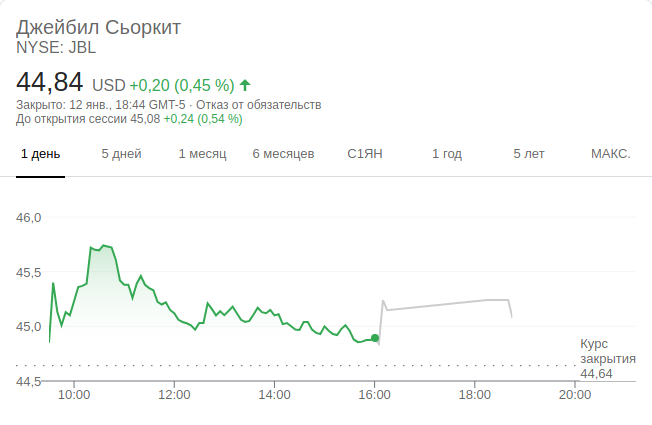 Джейбил Сьоркит
NYSE: JBL
44,84 USD +0,20 (0,45 %)
Закрыто: 12 янв., 18:44 GMT-5 · Отказ от обязательств
До открытия сессии 45,08 +0,24 (0,54 %)
1 день 5 дней 1 месяц 6 месяцев С1ЯН 1 год 5 лет МАКС.
46,0
45,5
45,0
Курс
закрытия
44,64
44,5
10:00 12:00 14:00 16:00 18:00 20:00